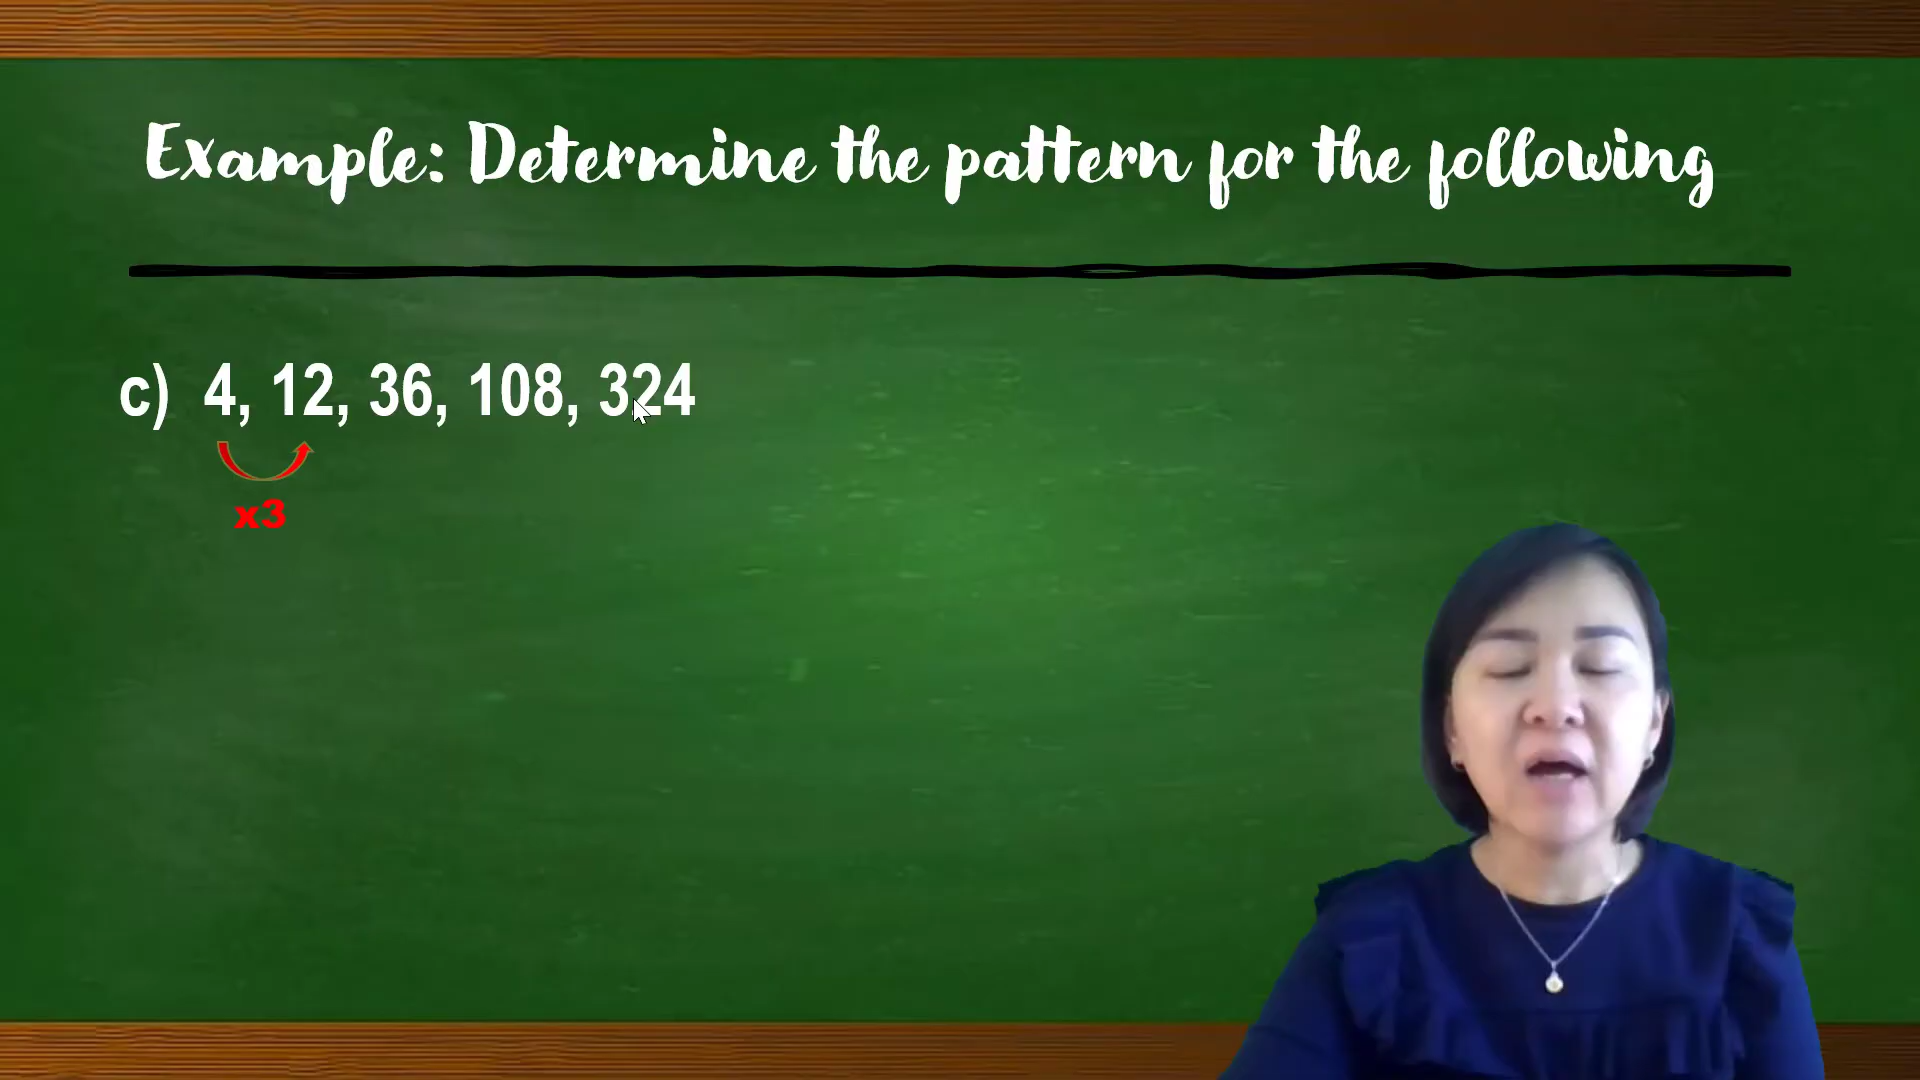 Example: Determine the pattern for the following
c) 4, 12, 36, 108, 324
x3